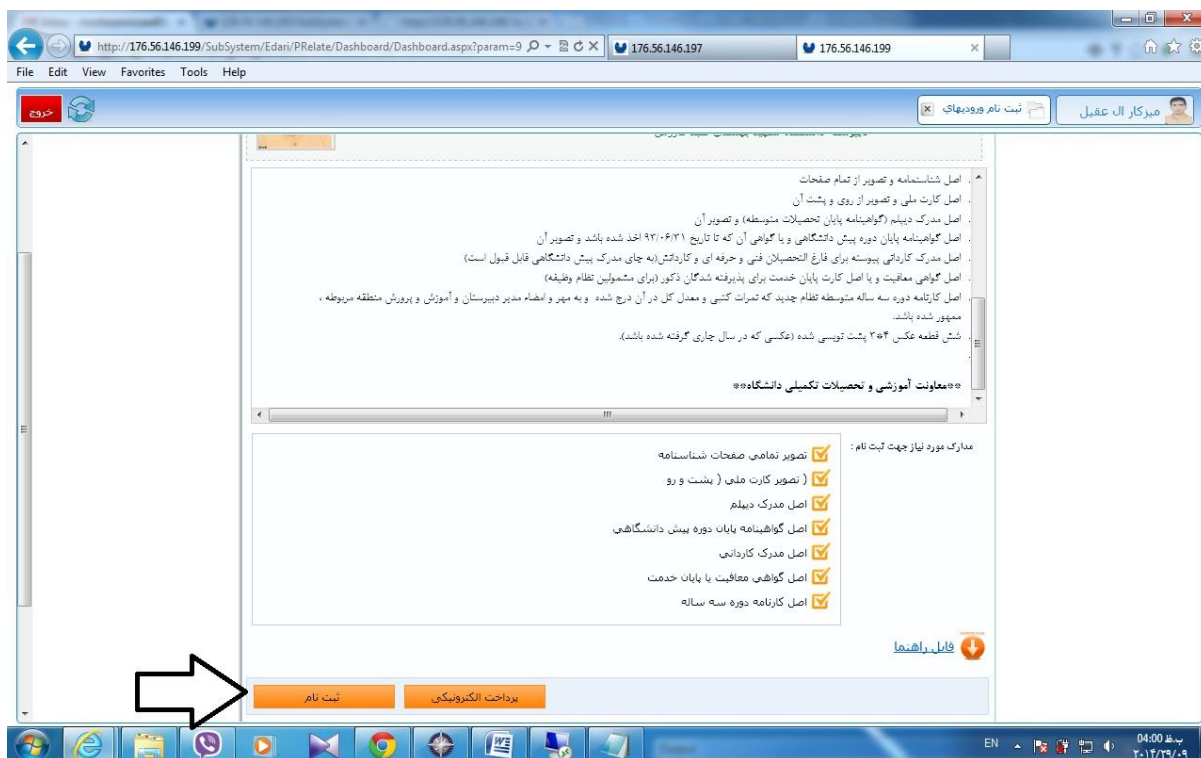 http://176.56.146.199/SubSystem/Edari/PRelate/Dashboard/Dashboard.aspx?param=9
176.56.146.197
176.56.146.199
File Edit View Favorites Tools Help
میزکار ال عقیل
ثبت نام ورودیهای
خروج
اصل شناسنامه و تصویر از تمام صفحات
اصل کارت ملی و تصویر از روی و پشت آن
اصل مدرک دیپلم (گواهینامه پایان تحصیلات متوسطه) و تصویر آن
اصل گواهینامه پایان دوره پیش دانشگاهی و یا گواهی آن که تا تاریخ ۹۳/۰۶/۳۱ اخذ شده باشد و تصویر آن
اصل مدرک کاردانی پیوسته برای فارغ التحصیلان فنی و حرفه ای و کاردانش(به جای مدرک پیش دانشگاهی قابل قبول است)
اصل گواهی معافیت و یا اصل کارت پایان خدمت برای پذیرفته شدگان ذکور (برای مشمولین نظام وظیفه)
اصل کارنامه دوره سه ساله متوسطه نظام جدید که نمرات کتبی و معدل کل در آن درج شده و به مهر و امضاء مدیر دبیرستان و آموزش و پرورش منطقه مربوطه ،
ممهور شده باشد.
شش قطعه عکس ۴*۳ پشت نویسی شده (عکسی که در سال جاری گرفته شده باشد).
**معاونت آموزشی و تحصیلات تکمیلی دانشگاه**
مدارک مورد نیاز جهت ثبت نام :
تصویر تمامی صفحات شناسنامه
( تصویر کارت ملی ( پشت و رو
اصل مدرک دیپلم
اصل گواهینامه پایان دوره پیش دانشگاهی
اصل مدرک کاردانی
اصل گواهی معافیت یا پایان خدمت
اصل کارنامه دوره سه ساله
فایل راهنما
پرداخت الکترونیکی
ثبت نام
EN
04:00 ب.ظ
۲۰۱۴/۲۹/۰۹